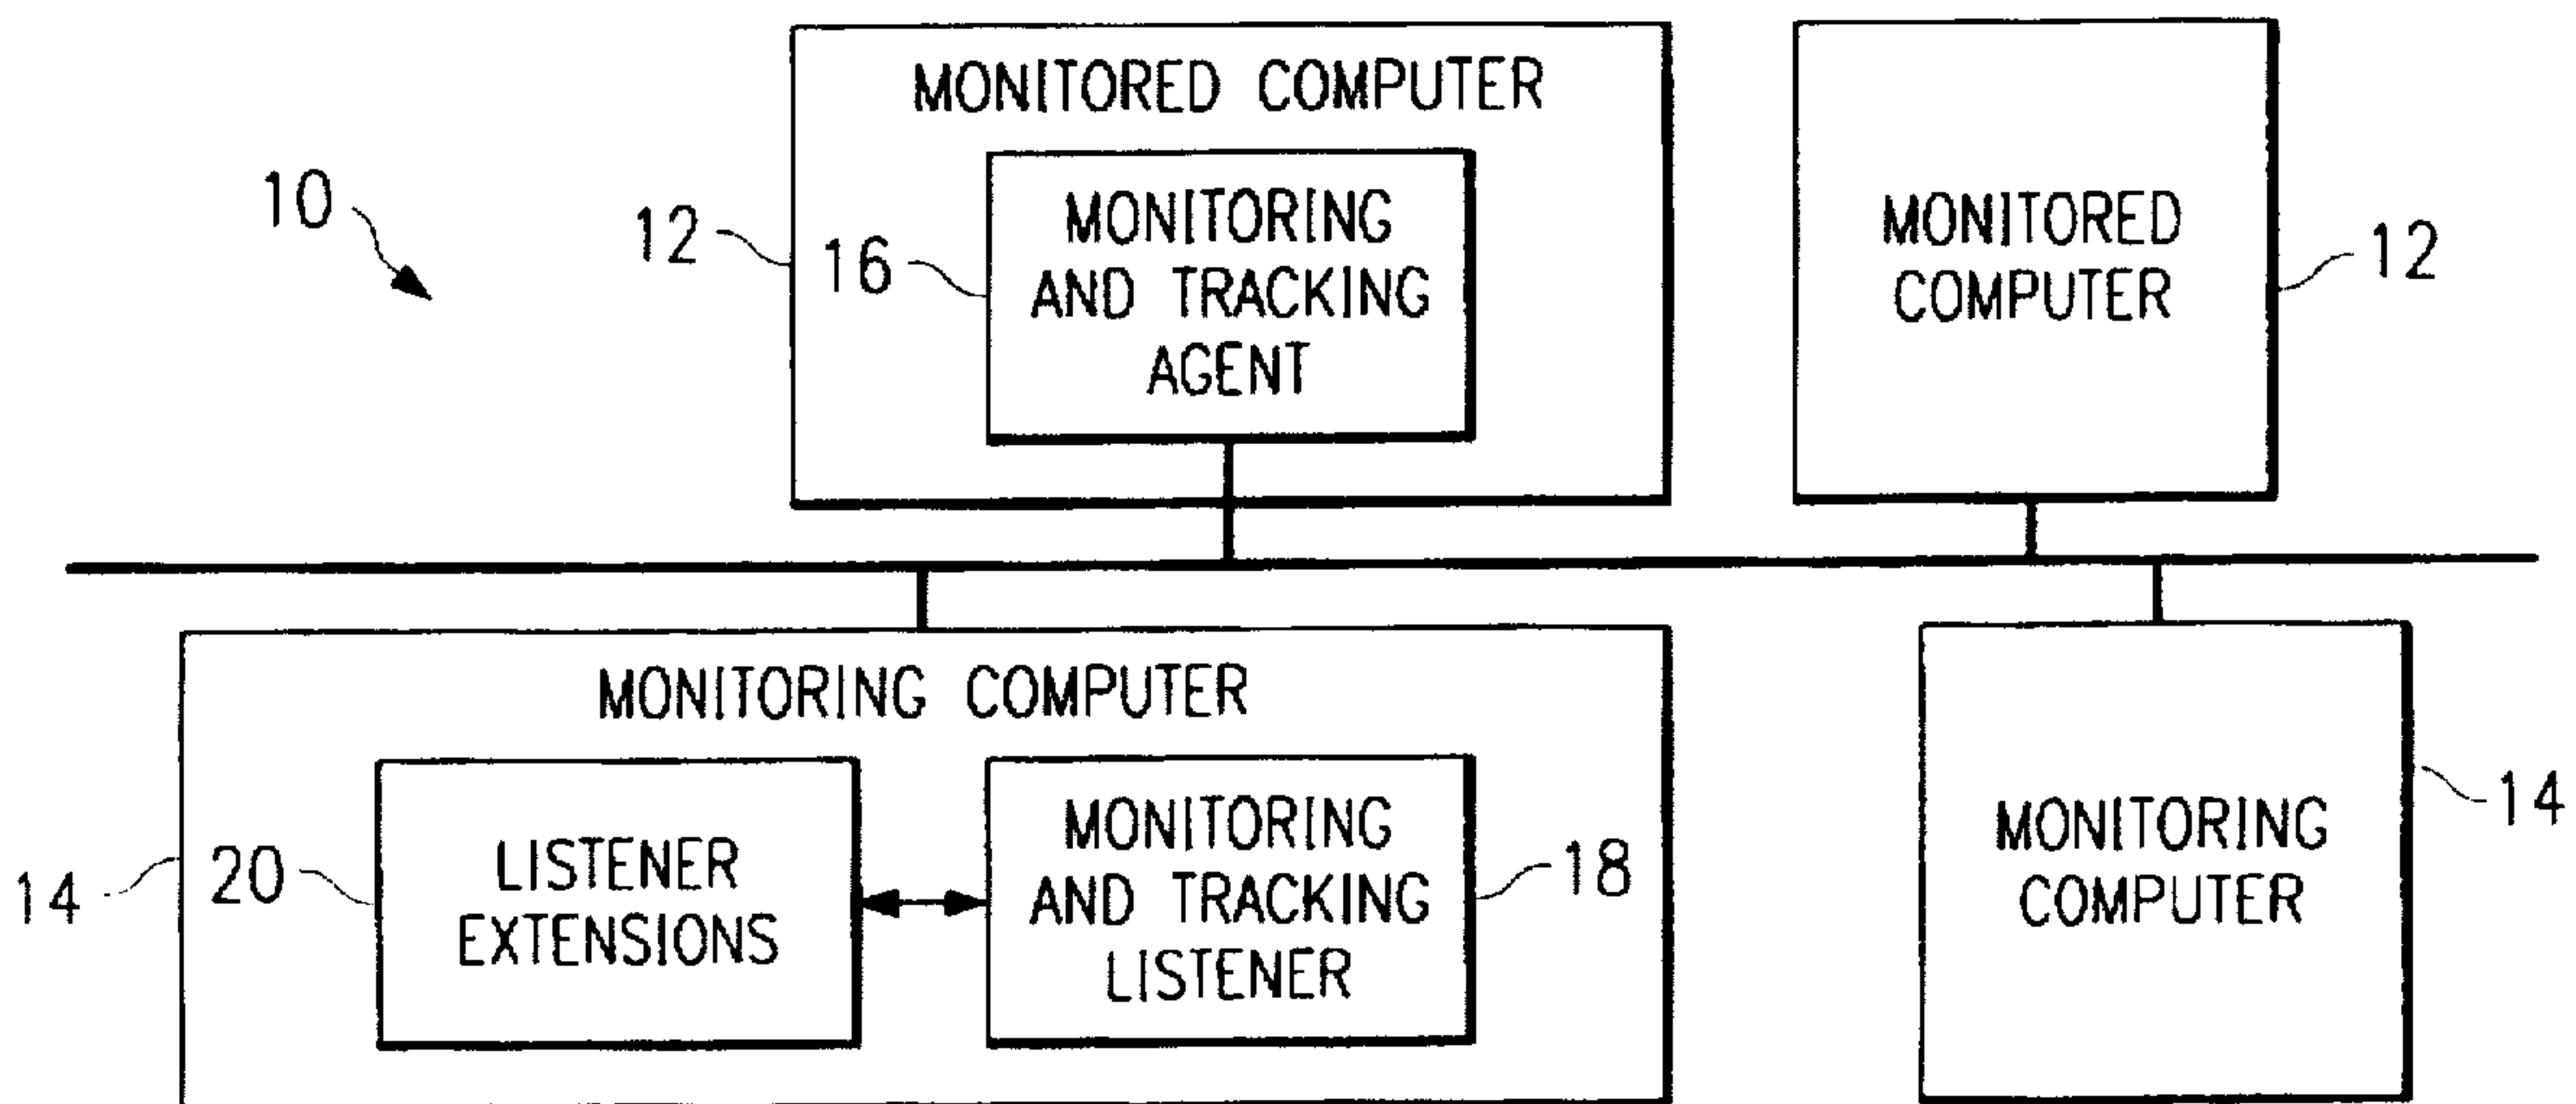 MONITORED COMPUTER
10
12
16
MONITORING
AND TRACKING
AGENT
MONITORED
COMPUTER
12
MONITORING COMPUTER
14
20
LISTENER
EXTENSIONS
MONITORING
AND TRACKING
LISTENER
18
MONITORING
COMPUTER
14